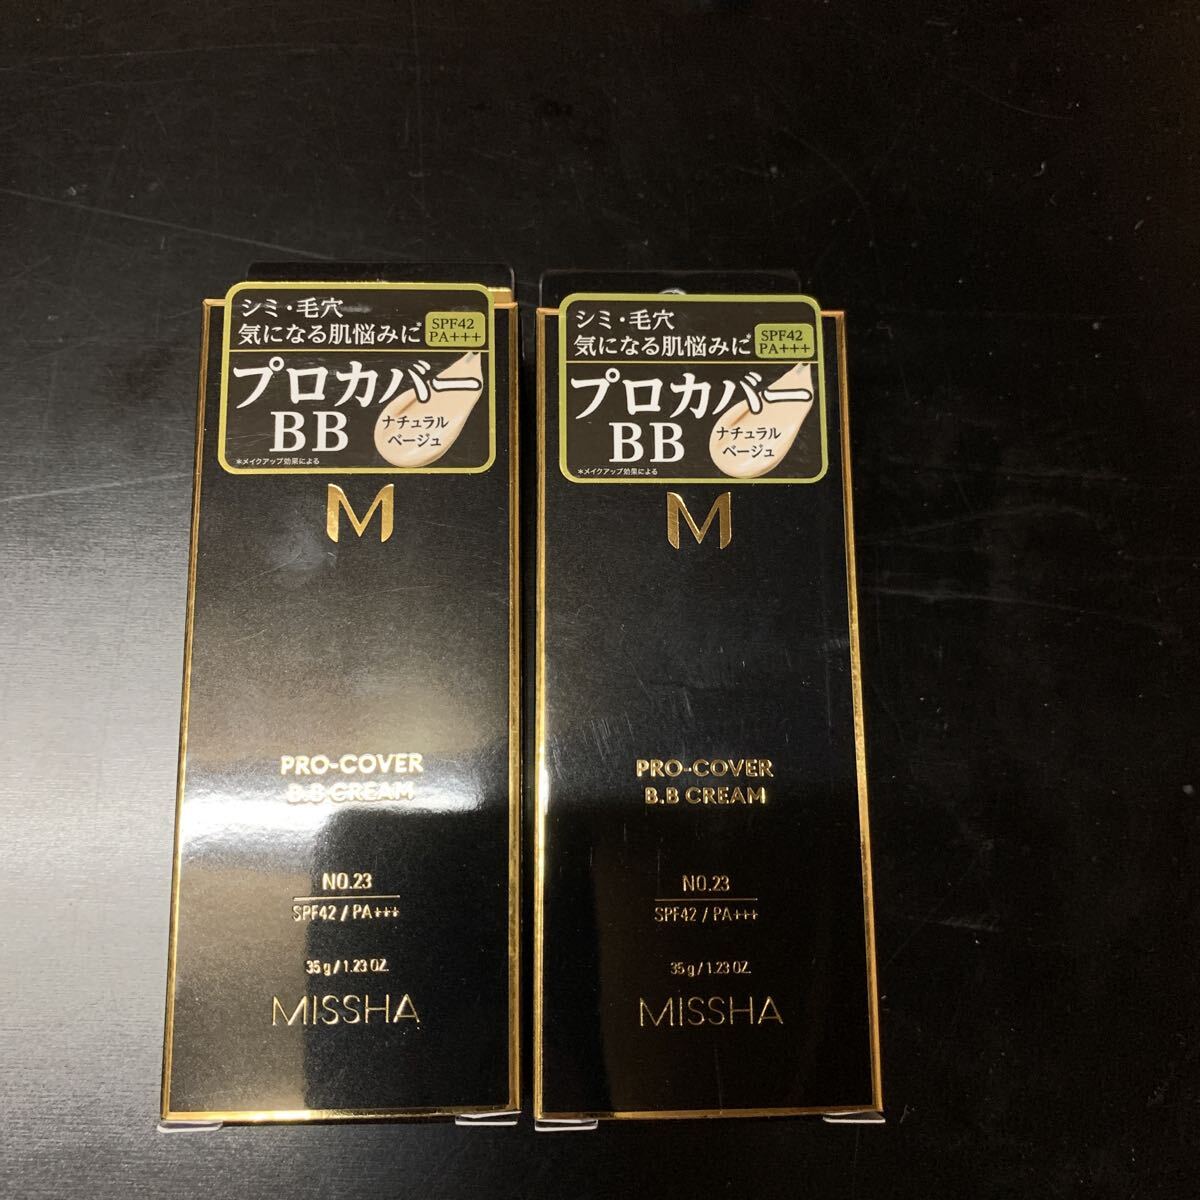 シミ・毛穴
気になる肌悩みに*
SPF42
PA+++
プロカバー
BB
ナチュラル
ベージュ
*メイクアップ効果による
M
PRO-COVER
B.B CREAM
NO.23
SPF42 / PA+++
35 g / 1.23 OZ.
MISSHA
シミ・毛穴
気になる肌悩みに*
SPF42
PA+++
プロカバー
BB
ナチュラル
ベージュ
*メイクアップ効果による
M
PRO-COVER
B.B CREAM
NO.23
SPF42 / PA+++
35 g / 1.23 OZ.
MISSHA